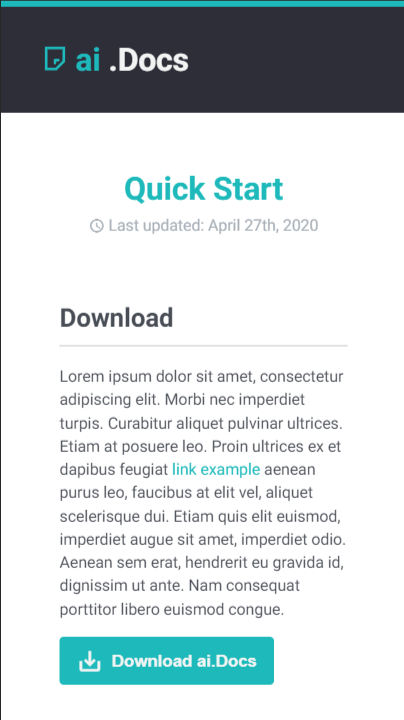 ai .Docs
Quick Start
Last updated: April 27th, 2020
Download
Lorem ipsum dolor sit amet, consectetur
adipiscing elit. Morbi nec imperdiet
turpis. Curabitur aliquet pulvinar ultrices.
Etiam at posuere leo. Proin ultrices ex et
dapibus feugiat link example aenean
purus leo, faucibus at elit vel, aliquet
scelerisque dui. Etiam quis elit euismod,
imperdiet augue sit amet, imperdiet odio.
Aenean sem erat, hendrerit eu gravida id,
dignissim ut ante. Nam consequat
porttitor libero euismod congue.
Download ai.Docs